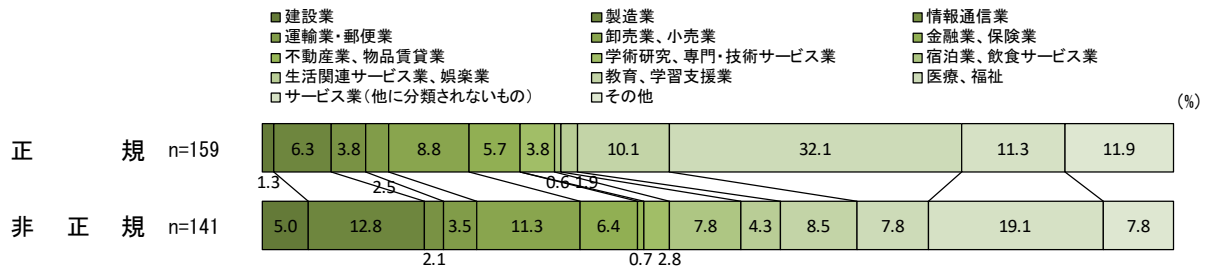 ■建設業 ■製造業 ■情報通信業
■運輸業・郵便業 ■卸売業、小売業 ■金融業、保険業
■不動産業、物品賃貸業 ■学術研究、専門・技術サービス業 ■宿泊業、飲食サービス業
■生活関連サービス業、娯楽業 ■教育、学習支援業 □医療、福祉
□サービス業(他に分類されないもの) □その他
(%)
正規 n=159 6.3 3.8 8.8 5.7 3.8 10.1 32.1 11.3 11.9
1.3 2.5 0.6 1.9
非正規 n=141 5.0 12.8 3.5 11.3 6.4 7.8 4.3 8.5 7.8 19.1 7.8
2.1 0.7 2.8